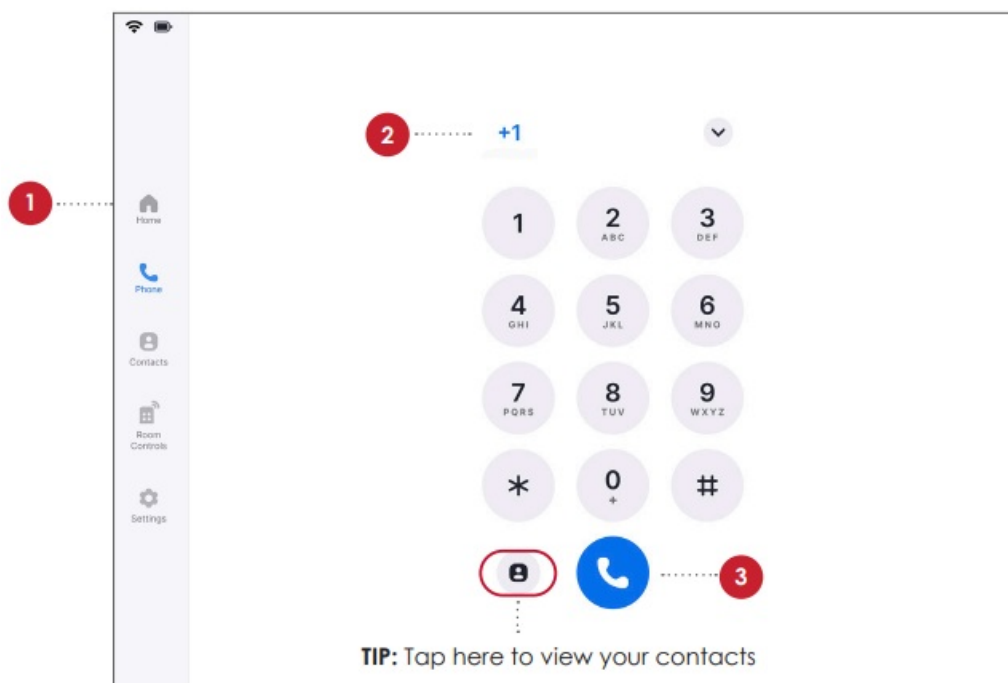 2
+1
1
Home
1
2
ABC
3
DEF
Phone
4
GHI
5
JKL
6
MNO
Contacts
7
PQRS
8
TUV
9
WXYZ
Room
Controls
*
0
+
#
Settings
3
TIP: Tap here to view your contacts